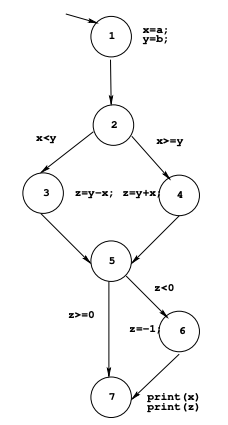 1
x=a;
y=b;
2
x<y
x>=y
3
z=y-x;
z=y+x;
4
5
z<0
z>=0
z=-1;
6
7
print(x)
print(z)